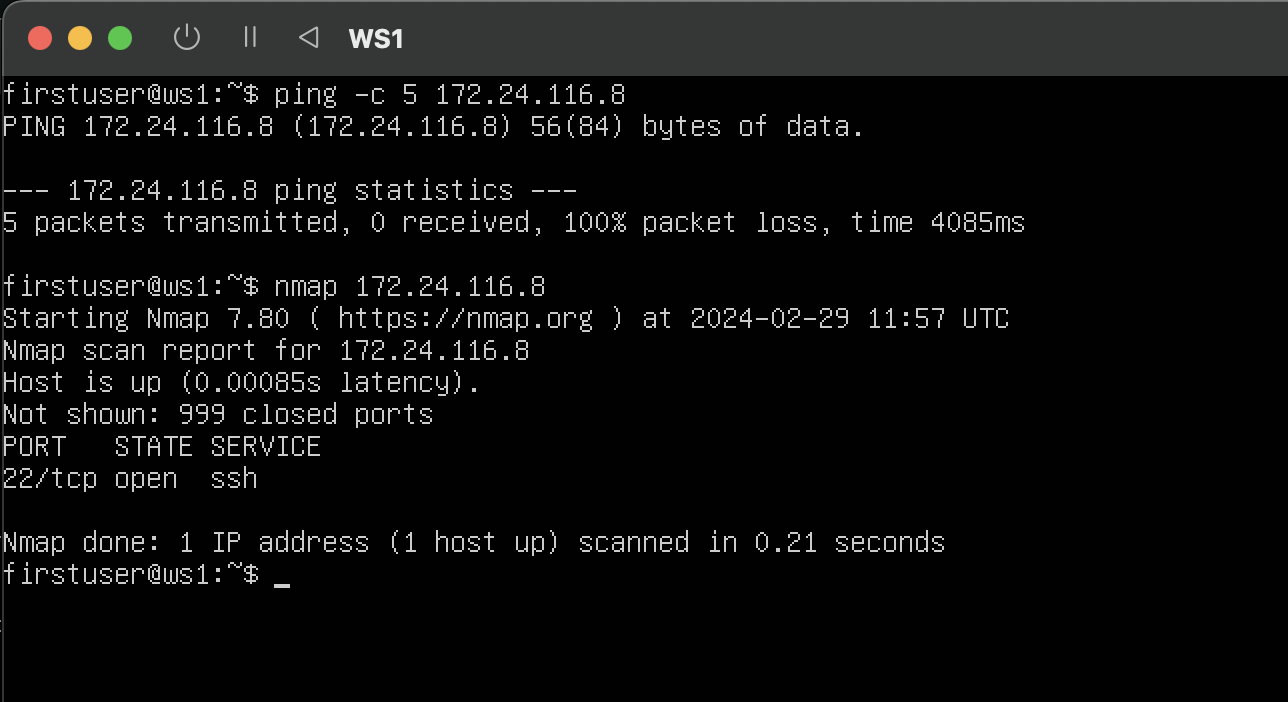 WS1
firstuser@ws1:~$ ping -c 5 172.24.116.8
PING 172.24.116.8 (172.24.116.8) 56(84) bytes of data.
--- 172.24.116.8 ping statistics ---
5 packets transmitted, 0 received, 100% packet loss, time 4085ms
firstuser@ws1:~$ nmap 172.24.116.8
Starting Nmap 7.80 ( https://nmap.org ) at 2024-02-29 11:57 UTC
Nmap scan report for 172.24.116.8
Host is up (0.00085s latency).
Not shown: 999 closed ports
PORT   STATE SERVICE
22/tcp open  ssh
Nmap done: 1 IP address (1 host up) scanned in 0.21 seconds
firstuser@ws1:~$ _